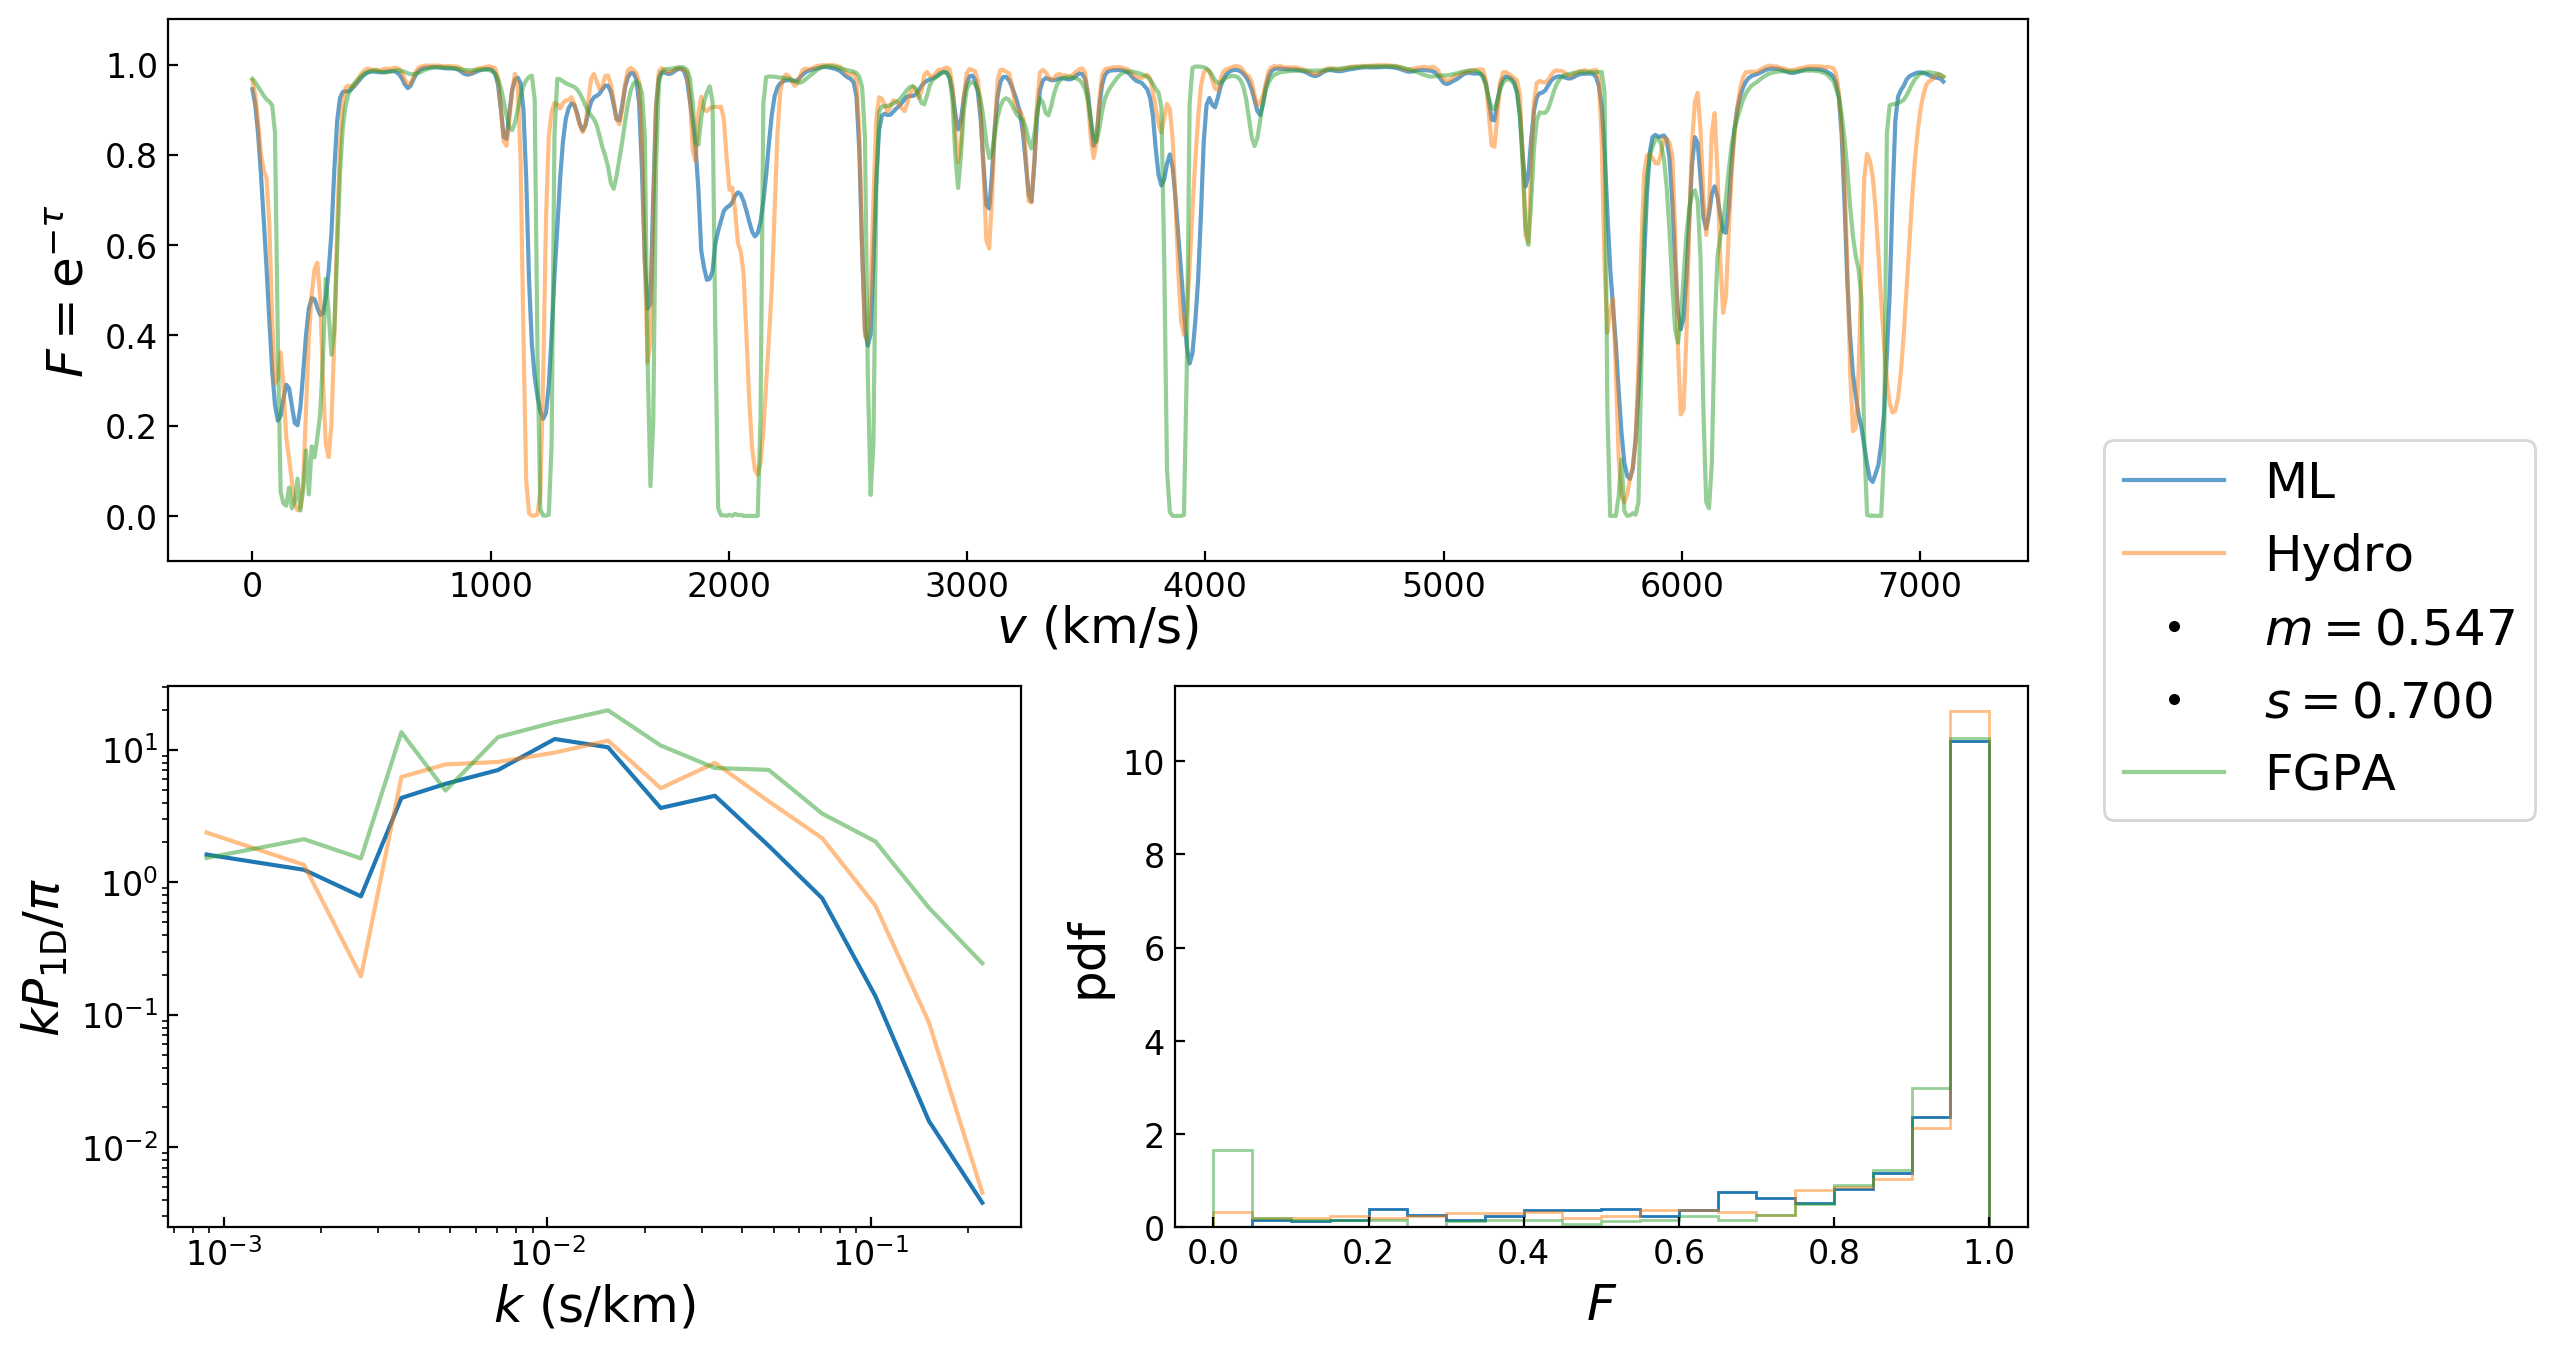 1.0
0.8
0.6
0.4
0.2
0.0
F = e^{−τ}
0 1000 2000 3000 4000 5000 6000 7000
v (km/s)
ML
Hydro
m = 0.547
s = 0.700
FGPA
10^1
10^0
10^{−1}
10^{−2}
kP_{1D}/π
10^{−3} 10^{−2} 10^{−1}
k (s/km)
10
8
6
4
2
0
pdf
0.0 0.2 0.4 0.6 0.8 1.0
F